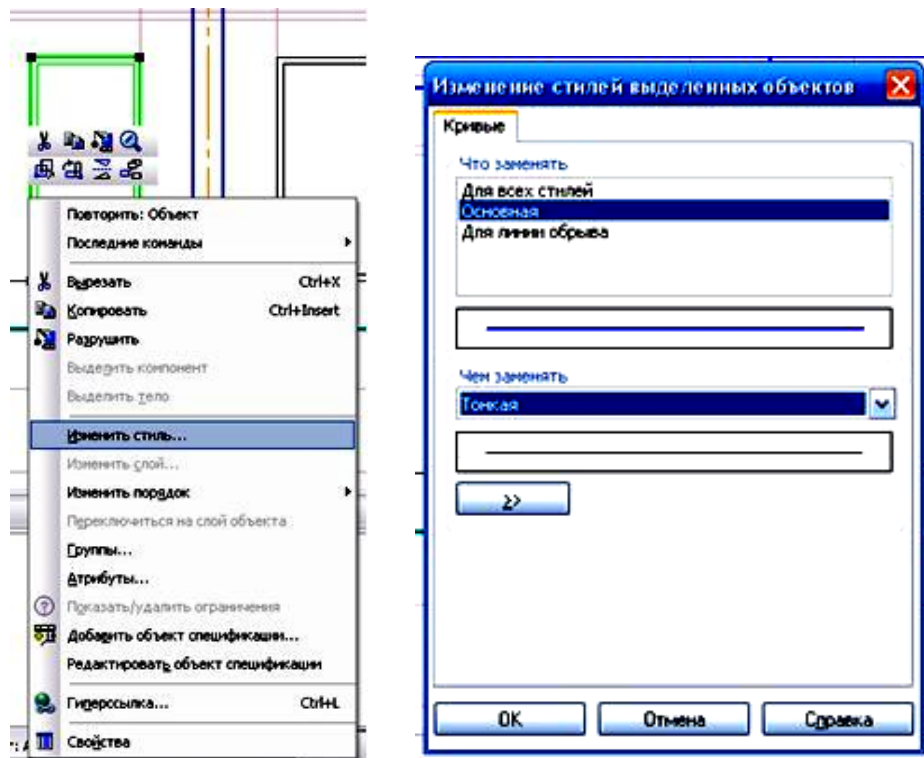 Повторить: Объект
Последние команды
Вырезать Ctrl+X
Копировать Ctrl+Insert
Разрушить
Выделить компонент
Выделить тело
Изменить стиль...
Изменить слой...
Изменить порядок
Переключиться на слой объекта
Группы...
Атрибуты...
Показать/удалить ограничения
Добавить объект спецификации...
Редактировать объект спецификации
Гиперссылка... Ctrl+L
Свойства
Изменение стилей выделенных объектов
Кривые
Что заменять
Для всех стилей
Основная
Для линии обрыва
Чем заменять
Тонкая
>>
OK Отмена Справка